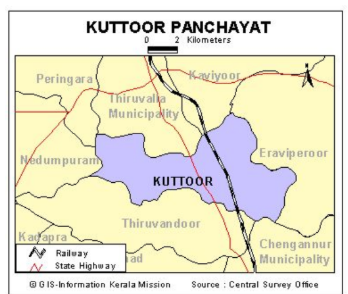 KUTTOOR PANCHAYAT
0 2 Kilometers
Peringara
Kaviyoor
Thiruvalla
Municipality
Nedumpuram
Eraviperoor
KUTTOOR
Thiruvandoor
Kadapra
Chengannur
Municipality
Railway
State Highway
@ GIS-Information Kerala Mission Source : Central Survey Office